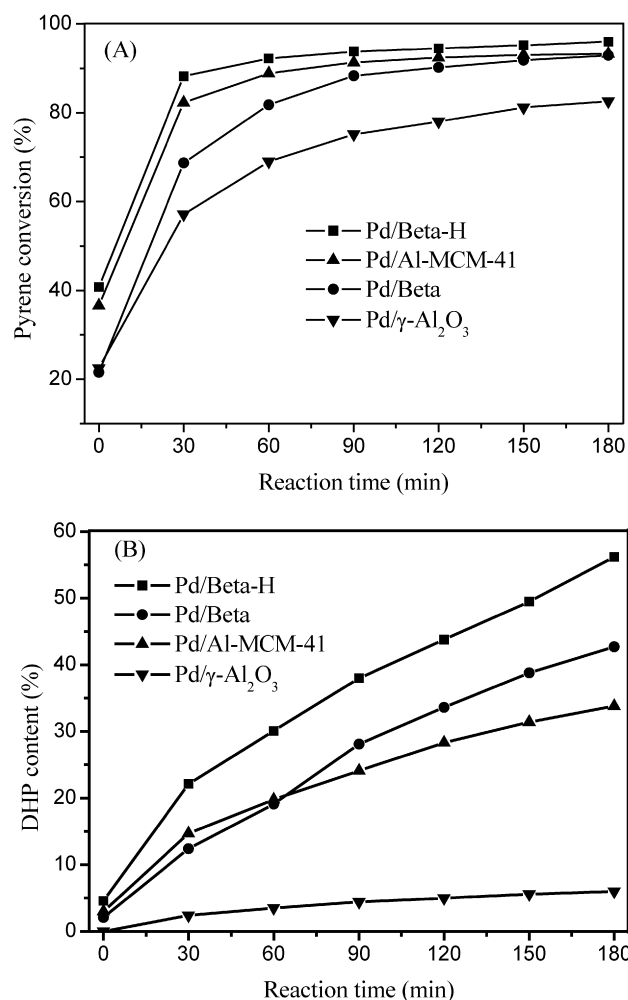 (A)
Pyrene conversion (%)
100
80
60
40
20
Pd/Beta-H
Pd/Al-MCM-41
Pd/Beta
Pd/γ-Al₂O₃
0 30 60 90 120 150 180
Reaction time (min)
(B)
DHP content (%)
60
50
40
30
20
10
0
Pd/Beta-H
Pd/Beta
Pd/Al-MCM-41
Pd/γ-Al₂O₃
0 30 60 90 120 150 180
Reaction time (min)